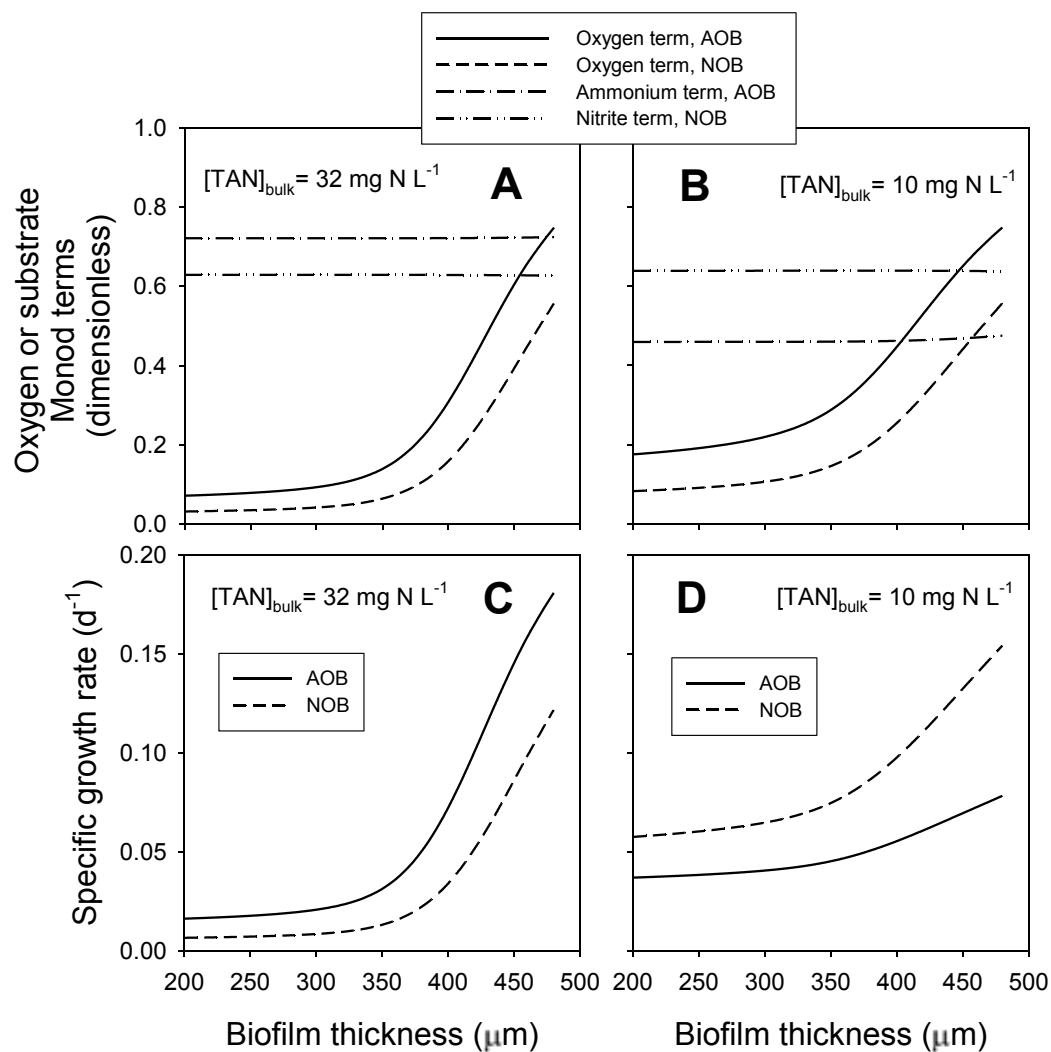 Oxygen term, AOB
Oxygen term, NOB
Ammonium term, AOB
Nitrite term, NOB
Oxygen or substrate
Monod terms
(dimensionless)
1.0
0.8
0.6
0.4
0.2
0.0
[TAN]bulk= 32 mg N L-1
A
B
[TAN]bulk= 10 mg N L-1
Specific growth rate (d-1)
0.20
0.15
0.10
0.05
0.00
[TAN]bulk= 32 mg N L-1
C
AOB
NOB
D
[TAN]bulk= 10 mg N L-1
AOB
NOB
200 250 300 350 400 450 500
200 250 300 350 400 450 500
Biofilm thickness (μm)
Biofilm thickness (μm)